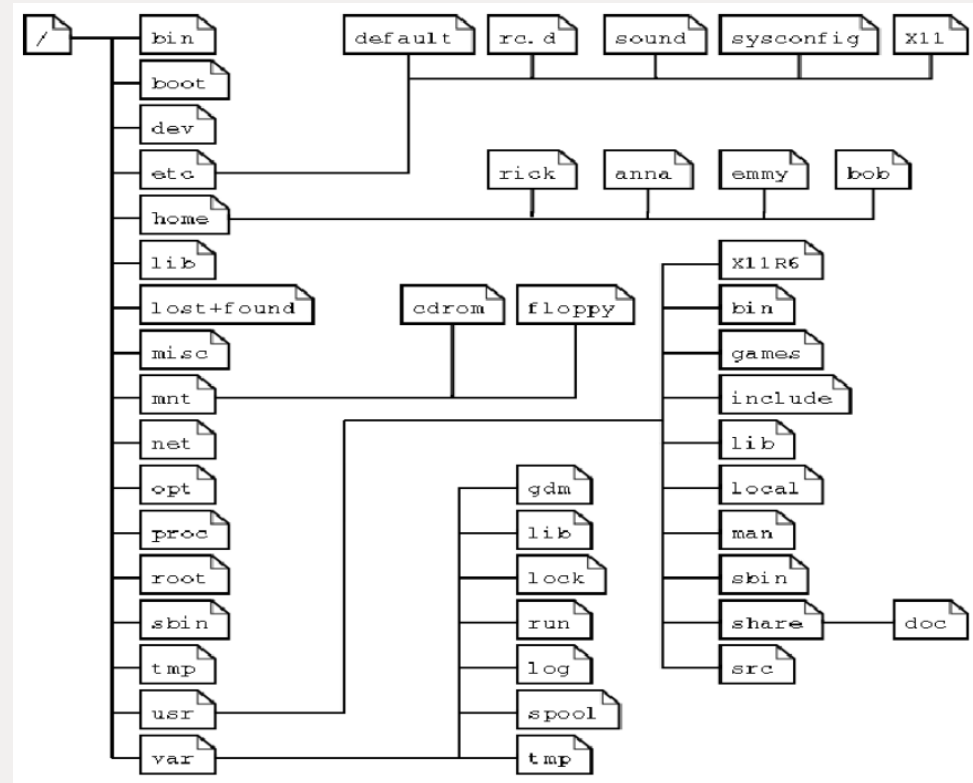 / bin default rc.d sound sysconfig X11
boot
dev
etc rick anna emmy bob
home
lib X11R6
lost+found cdrom floppy bin
misc games
mnt include
net lib
opt gdm local
proc lib man
root lock sbin
sbin run share doc
tmp log src
usr spool
var tmp